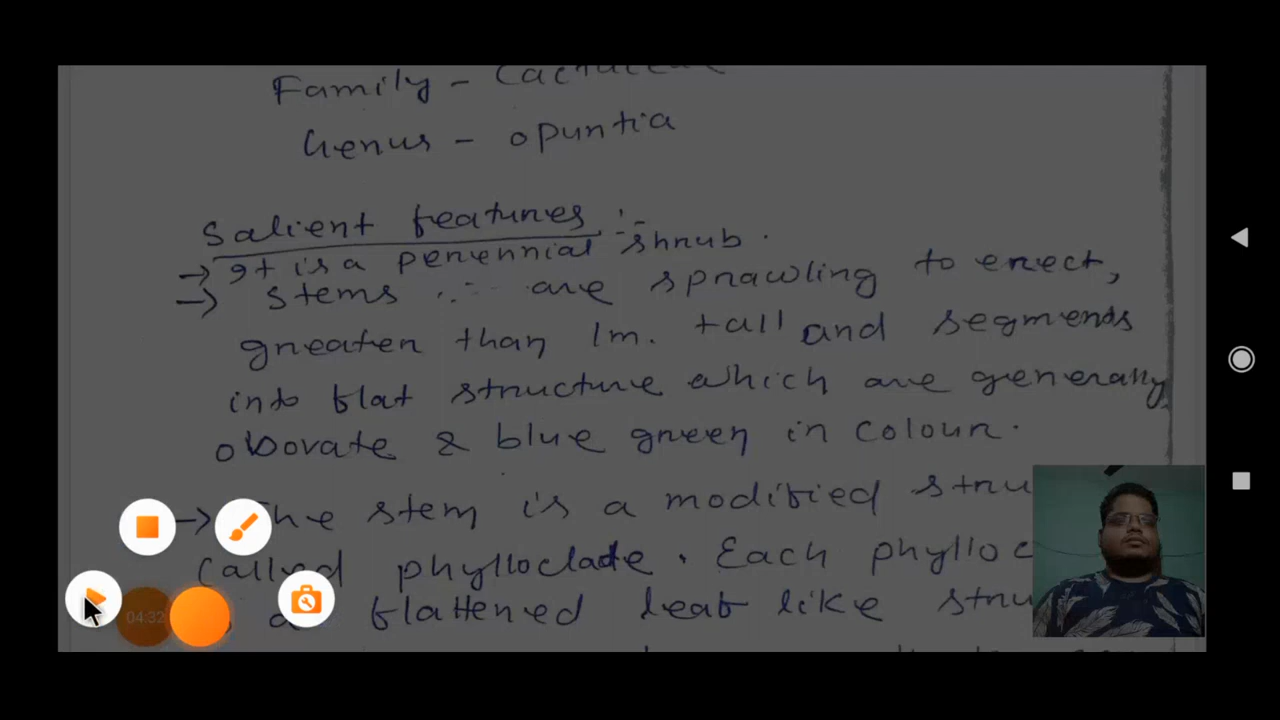 Family -
Genus - opuntia
Salient features :-
→ It is a perennial shrub.
→ stems are sprawling to erect,
greater than 1m. tall and segments
into flat structure which are generally
obovate & blue green in colour.
→ The stem is a modified stru
called phylloclade. Each phylloc
a flattened leaf like stru
04:32